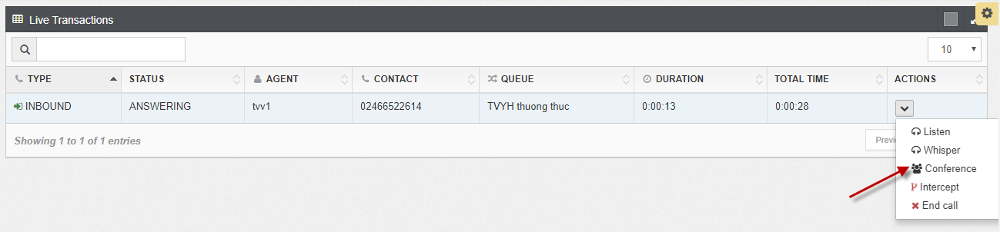 Live Transactions
10
TYPE STATUS AGENT CONTACT QUEUE DURATION TOTAL TIME ACTIONS
INBOUND ANSWERING tvv1 02466522614 TVYH thuong thuc 0:00:13 0:00:28
Showing 1 to 1 of 1 entries
Listen
Whisper
Conference
Intercept
End call